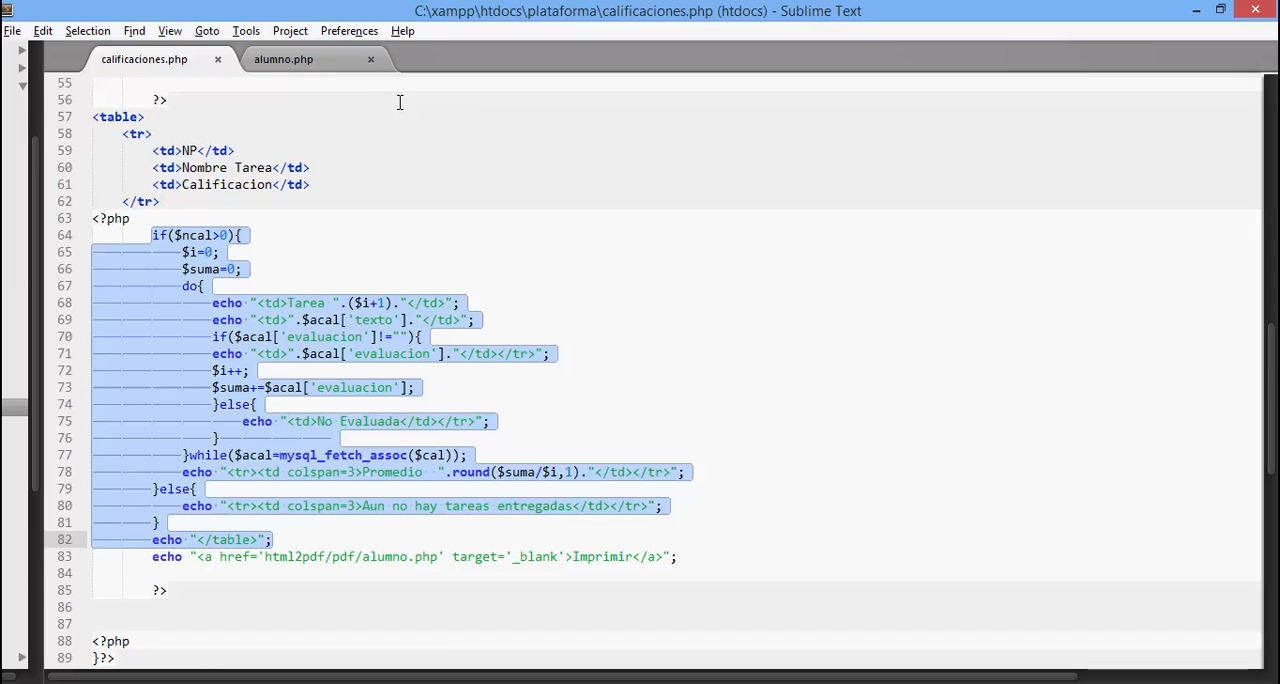 C:\xampp\htdocs\plataforma\calificaciones.php (htdocs) - Sublime Text
File Edit Selection Find View Goto Tools Project Preferences Help
calificaciones.php × alumno.php ×
55
56 ?>
57 <table>
58 <tr>
59 <td>NP</td>
60 <td>Nombre Tarea</td>
61 <td>Calificacion</td>
62 </tr>
63 <?php
64 if($ncal>0){
65 $i=0;
66 $suma=0;
67 do{
68 echo "<td>Tarea ".($i+1)."</td>";
69 echo "<td>".$acal['texto']."</td>";
70 if($acal['evaluacion']!=""){
71 echo "<td>".$acal['evaluacion']."</td></tr>";
72 $i++;
73 $suma+=$acal['evaluacion'];
74 }else{
75 echo "<td>No Evaluada</td></tr>";
76 }
77 }while($acal=mysql_fetch_assoc($cal));
78 echo "<tr><td colspan=3>Promedio  ".round($suma/$i,1)."</td></tr>";
79 }else{
80 echo "<tr><td colspan=3>Aun no hay tareas entregadas</td></tr>";
81 }
82 echo "</table>";
83 echo "<a href='html2pdf/pdf/alumno.php' target='_blank'>Imprimir</a>";
84
85 ?>
86
87
88 <?php
89 }?>